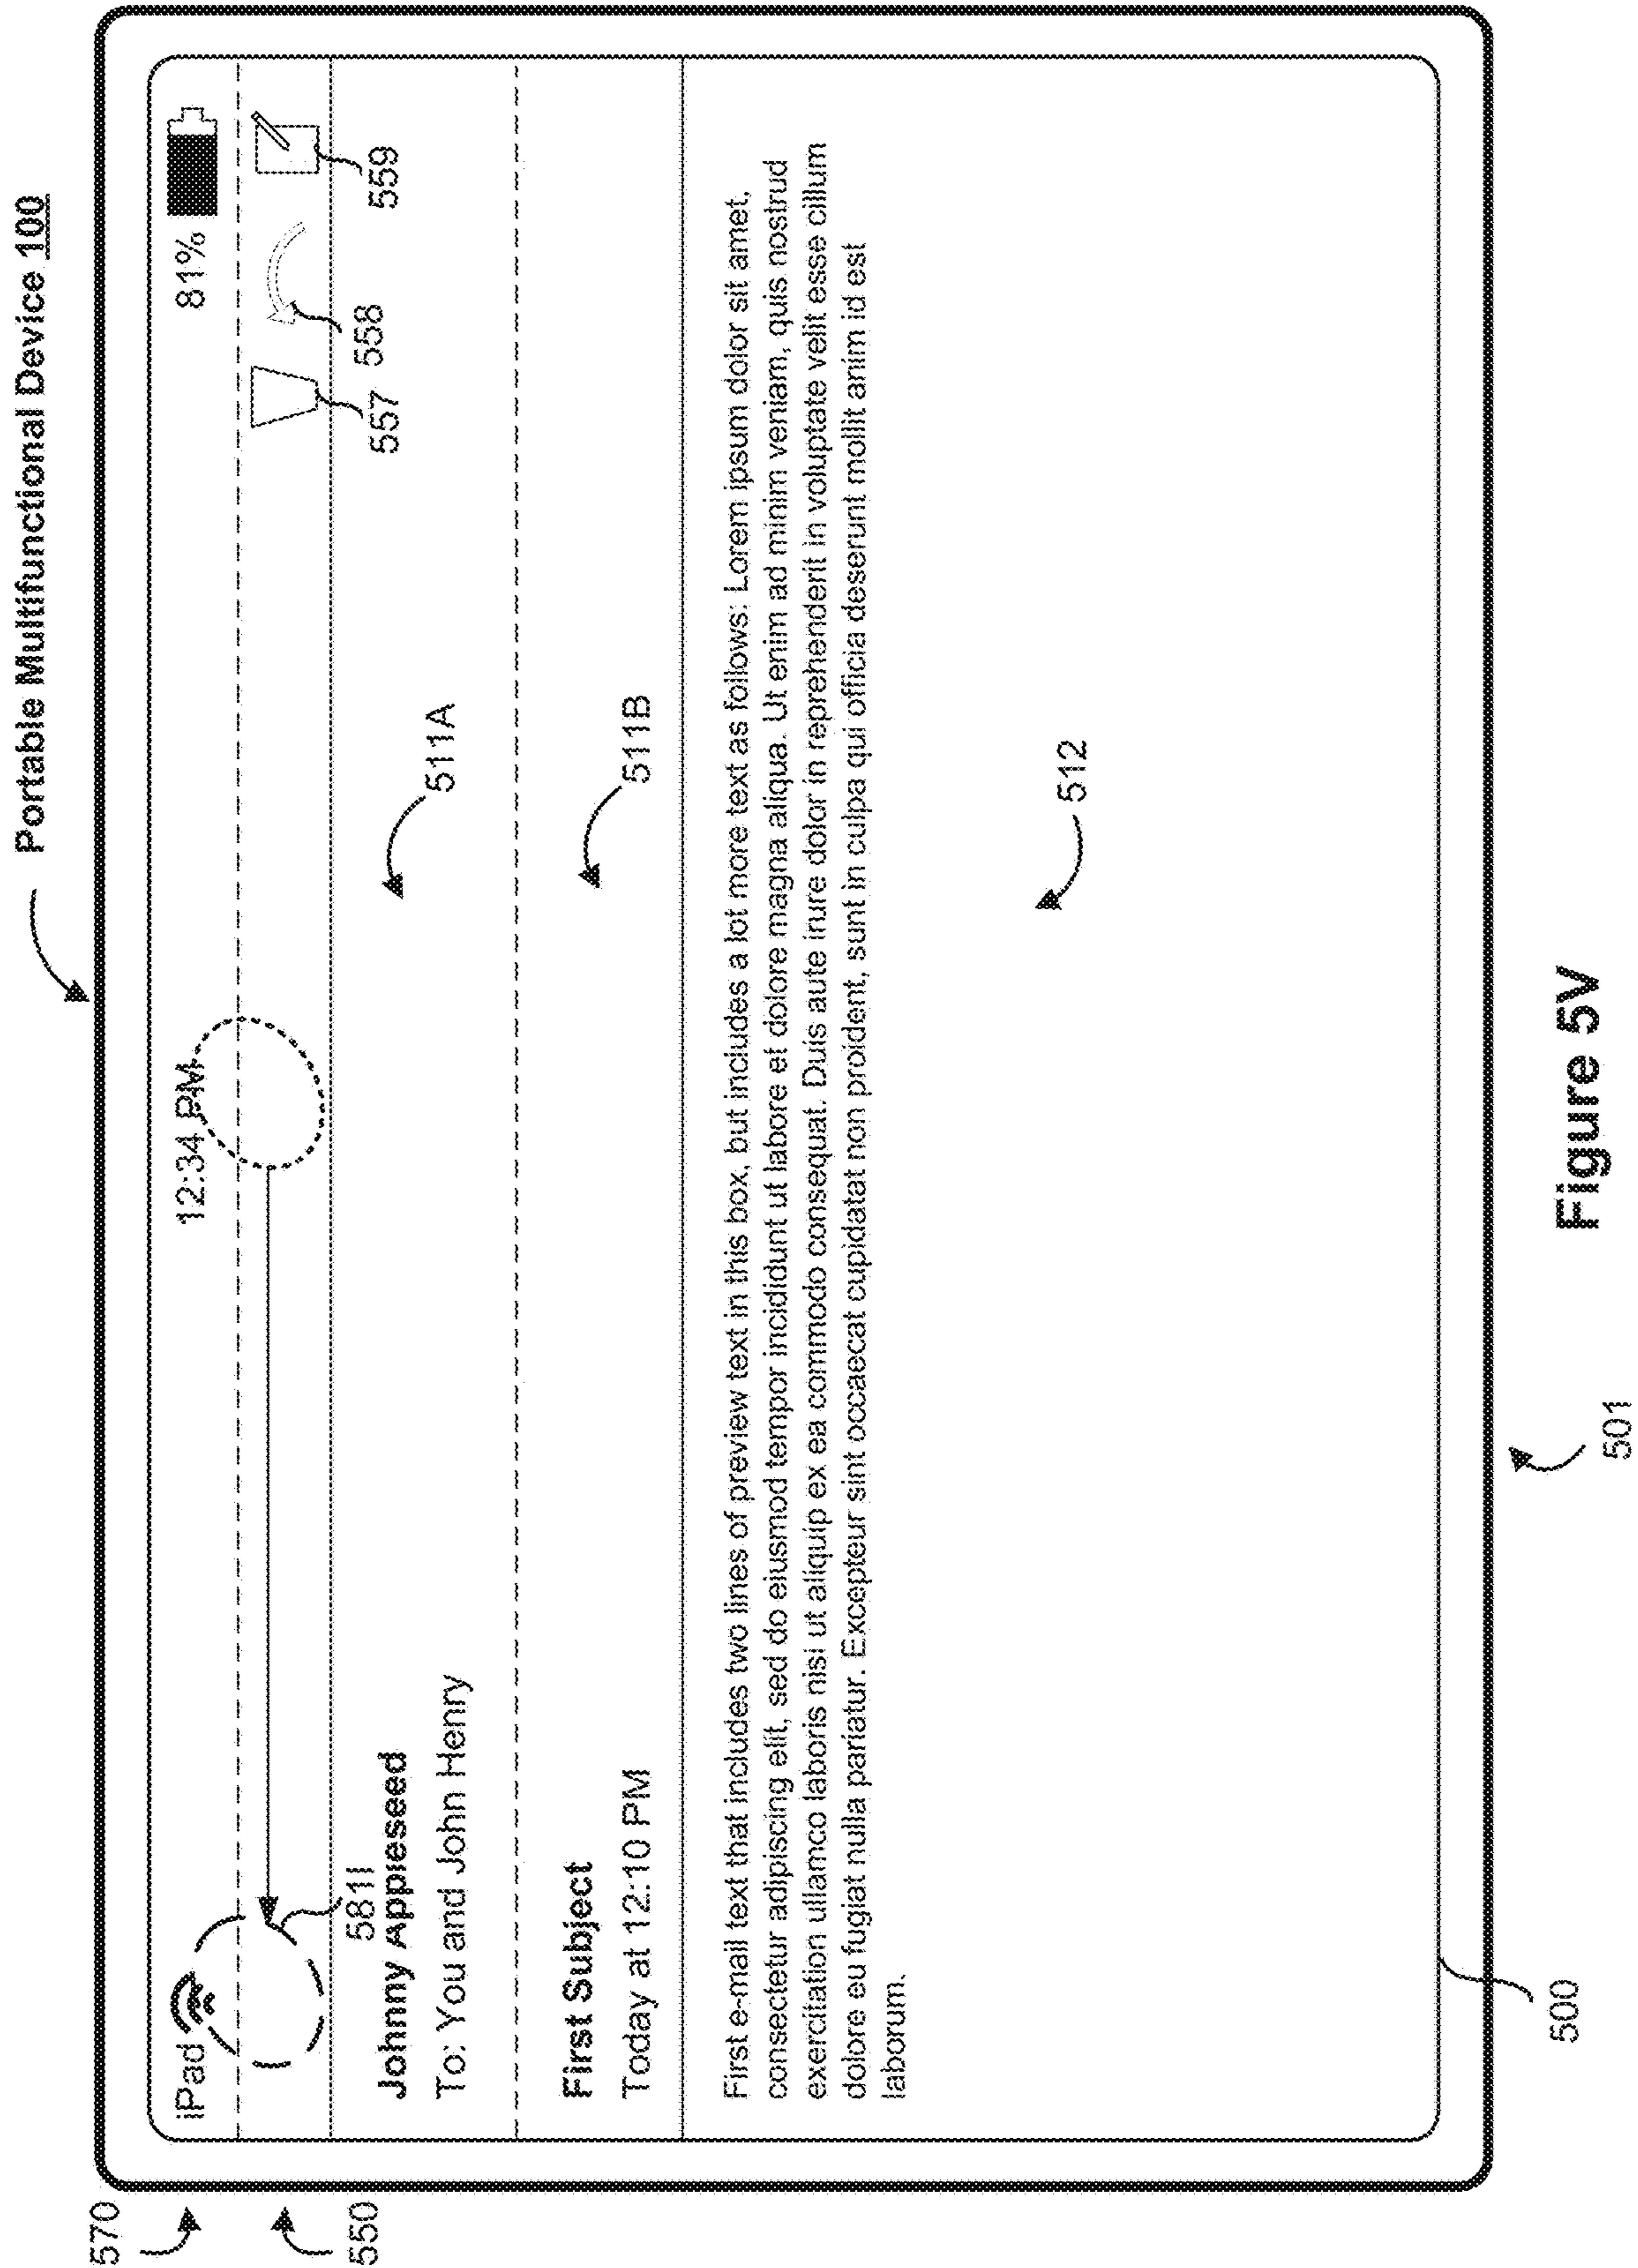 Portable Multifunctional Device 100
570
iPad
12:34 PM
81%
550
581I
557
558
559
Johnny Appleseed
To: You and John Henry
511A
First Subject
Today at 12:10 PM
511B
First e-mail text that includes two lines of preview text in this box, but includes a lot more text as follows: Lorem ipsum dolor sit amet,
consectetur adipiscing elit, sed do eiusmod tempor incididunt ut labore et dolore magna aliqua. Ut enim ad minim veniam, quis nostrud
exercitation ullamco laboris nisi ut aliquip ex ea commodo consequat. Duis aute irure dolor in reprehenderit in voluptate velit esse cillum
dolore eu fugiat nulla pariatur. Excepteur sint occaecat cupidatat non proident, sunt in culpa qui officia deserunt mollit anim id est
laborum.
512
500
501
Figure 5V